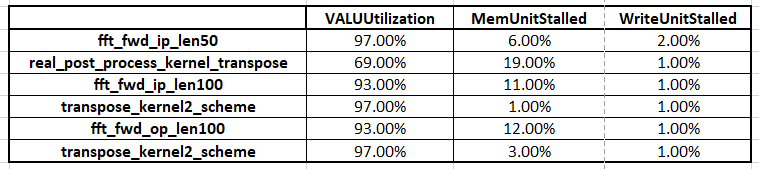 VALUUtilization MemUnitStalled WriteUnitStalled
fft_fwd_ip_len50 97.00% 6.00% 2.00%
real_post_process_kernel_transpose 69.00% 19.00% 1.00%
fft_fwd_ip_len100 93.00% 11.00% 1.00%
transpose_kernel2_scheme 97.00% 1.00% 1.00%
fft_fwd_op_len100 93.00% 12.00% 1.00%
transpose_kernel2_scheme 97.00% 3.00% 1.00%